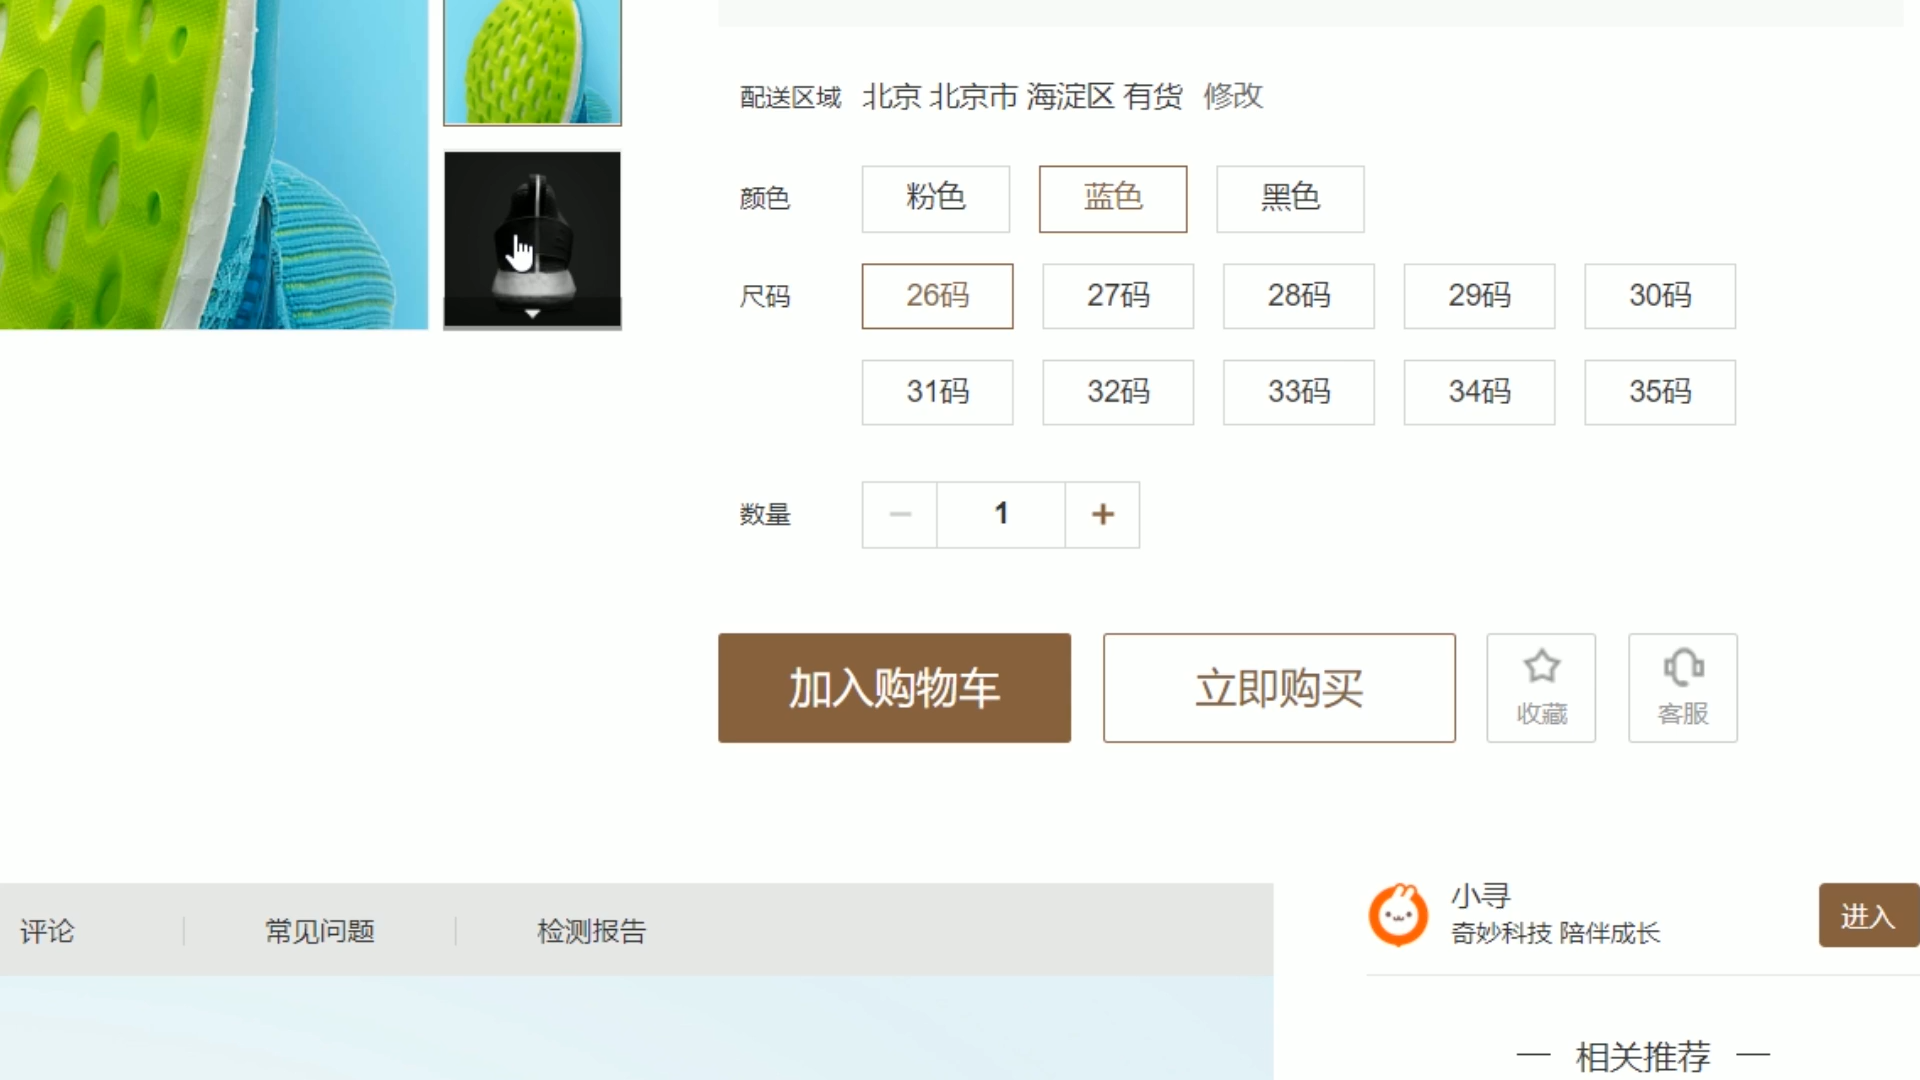 配送区域 北京 北京市 海淀区 有货 修改
颜色 粉色 蓝色 黑色
尺码 26码 27码 28码 29码 30码
31码 32码 33码 34码 35码
数量 1
加入购物车 立即购买 收藏 客服
评论 常见问题 检测报告
小寻
奇妙科技 陪伴成长
进入
相关推荐